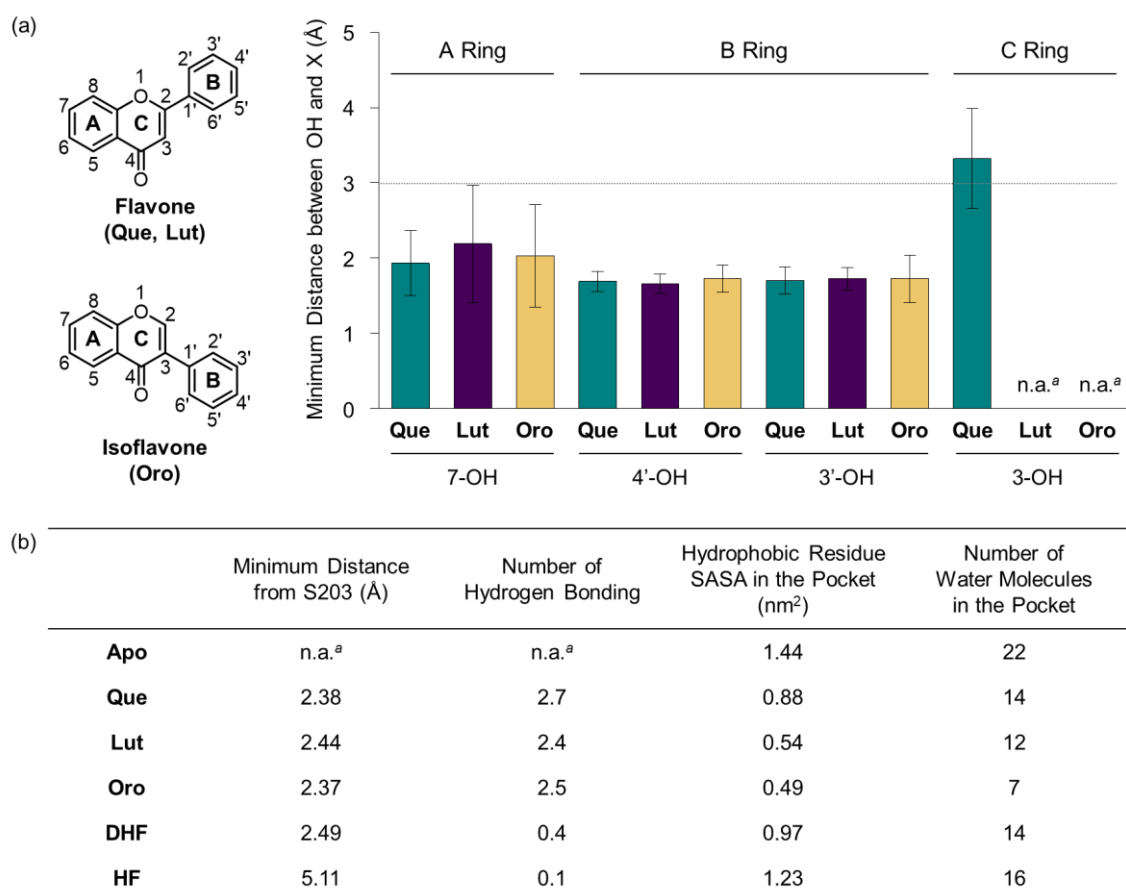 (a)
1
O
2
3
4
O
5
6
7
8
A
C
B
1'
2'
3'
4'
5'
6'
Flavone
(Que, Lut)
1
O
2
3
4
O
5
6
7
8
A
C
B
1'
2'
3'
4'
5'
6'
Isoflavone
(Oro)
Minimum Distance between OH and X (Å)
5
4
3
2
1
0
A Ring B Ring C Ring
n.a.ᵃ n.a.ᵃ
Que Lut Oro Que Lut Oro Que Lut Oro Que Lut Oro
7-OH 4'-OH 3'-OH 3-OH
(b)
Minimum Distance from S203 (Å)
Number of Hydrogen Bonding
Hydrophobic Residue SASA in the Pocket (nm²)
Number of Water Molecules in the Pocket
Apo n.a.ᵃ n.a.ᵃ 1.44 22
Que 2.38 2.7 0.88 14
Lut 2.44 2.4 0.54 12
Oro 2.37 2.5 0.49 7
DHF 2.49 0.4 0.97 14
HF 5.11 0.1 1.23 16